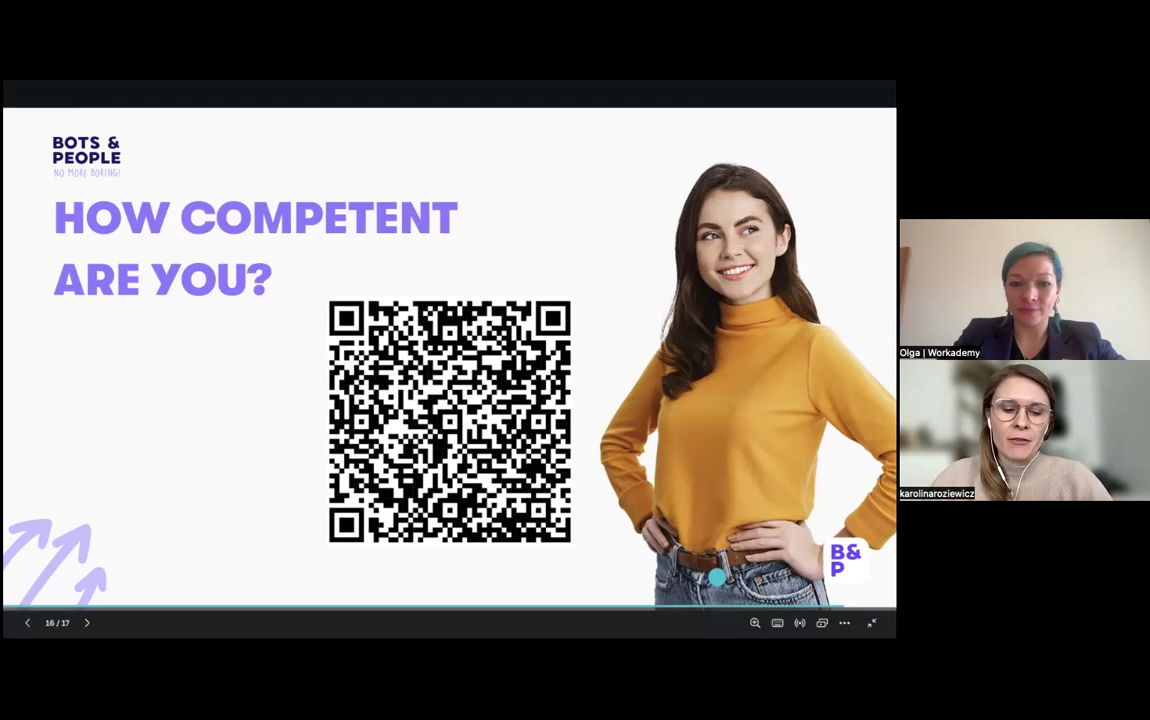 BOTS &
PEOPLE
NO MORE BORING!
HOW COMPETENT
ARE YOU?
B&
P
16 / 17
Olga | Workademy
karolinaroziewicz